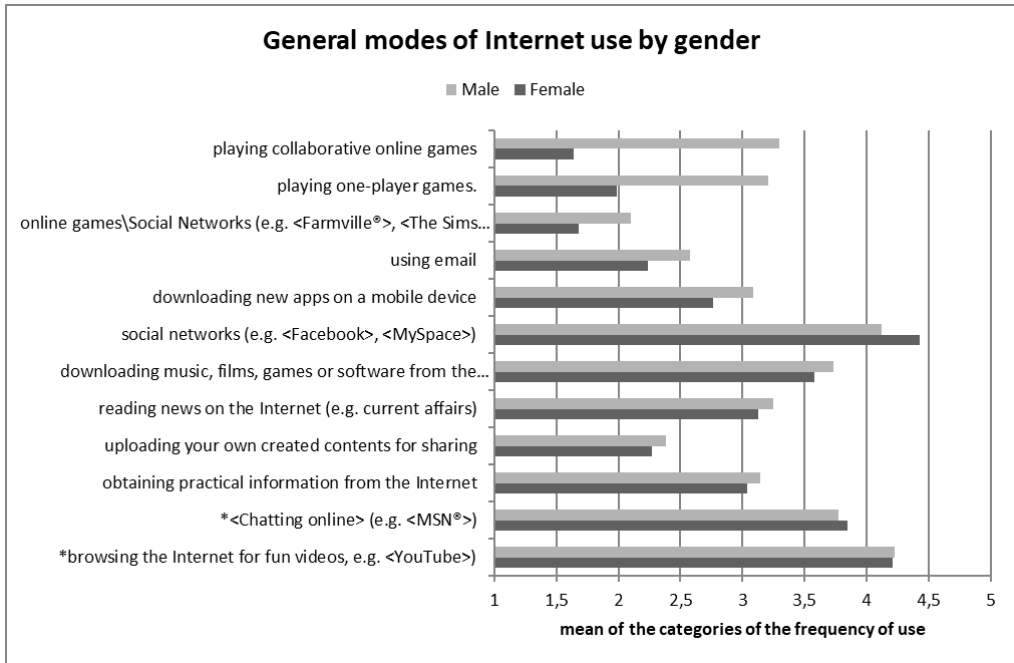 General modes of Internet use by gender
Male Female
playing collaborative online games
playing one-player games.
online games\Social Networks (e.g. <Farmville®>, <The Sims...
using email
downloading new apps on a mobile device
social networks (e.g. <Facebook>, <MySpace>)
downloading music, films, games or software from the...
reading news on the Internet (e.g. current affairs)
uploading your own created contents for sharing
obtaining practical information from the Internet
*<Chatting online> (e.g. <MSN®>)
*browsing the Internet for fun videos, e.g. <YouTube>)
1 1,5 2 2,5 3 3,5 4 4,5 5
mean of the categories of the frequency of use